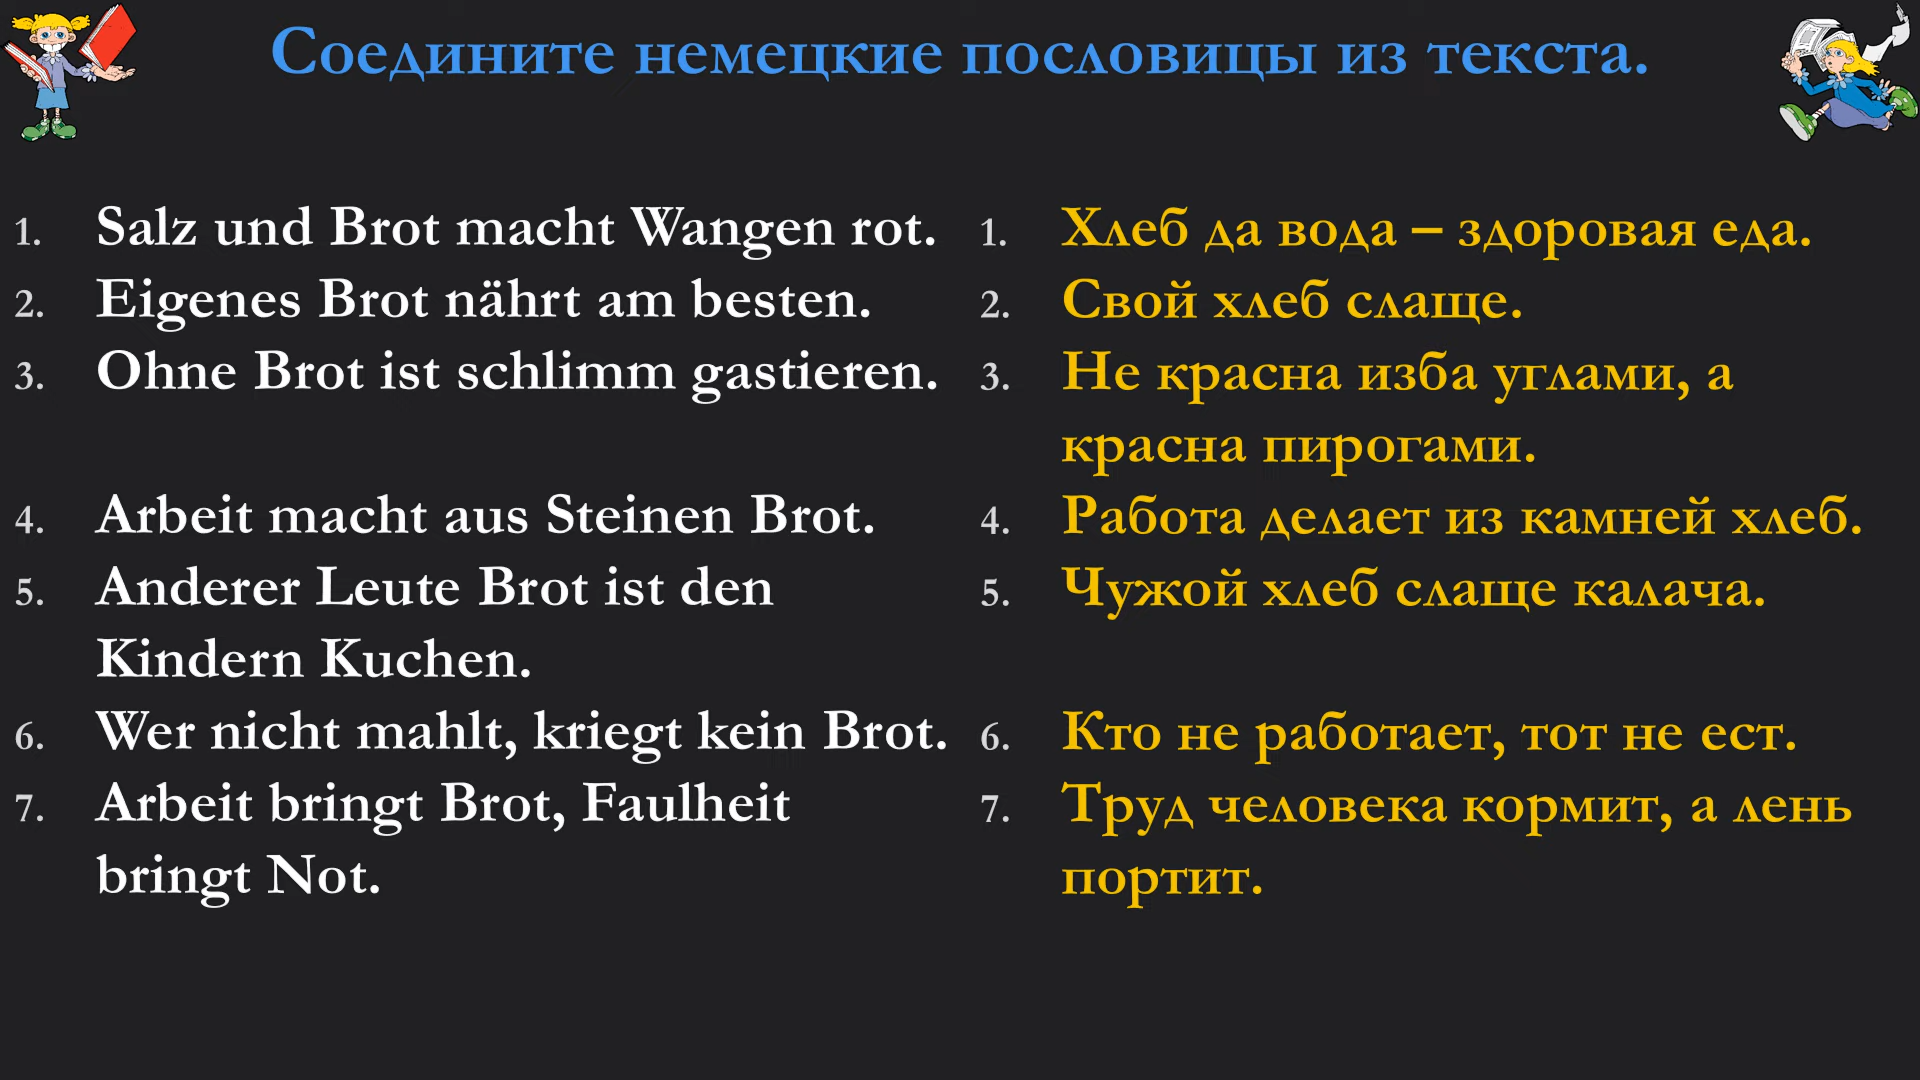 Соедините немецкие пословицы из текста.
1. Salz und Brot macht Wangen rot.
2. Eigenes Brot nährt am besten.
3. Ohne Brot ist schlimm gastieren.
4. Arbeit macht aus Steinen Brot.
5. Anderer Leute Brot ist den
Kindern Kuchen.
6. Wer nicht mahlt, kriegt kein Brot.
7. Arbeit bringt Brot, Faulheit
bringt Not.
1. Хлеб да вода – здоровая еда.
2. Свой хлеб слаще.
3. Не красна изба углами, а
красна пирогами.
4. Работа делает из камней хлеб.
5. Чужой хлеб слаще калача.
6. Кто не работает, тот не ест.
7. Труд человека кормит, а лень
портит.